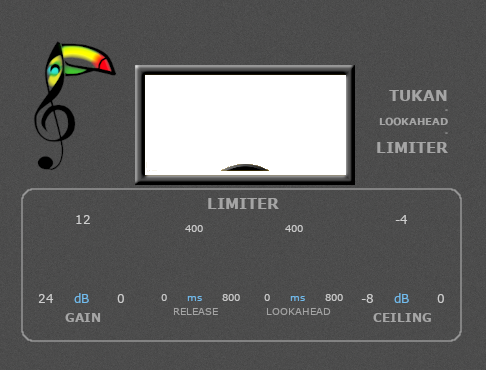 TUKAN
LOOKAHEAD
LIMITER
LIMITER
12 400 400 -4
24 dB 0 0 ms 800 0 ms 800 -8 dB 0
GAIN RELEASE LOOKAHEAD CEILING